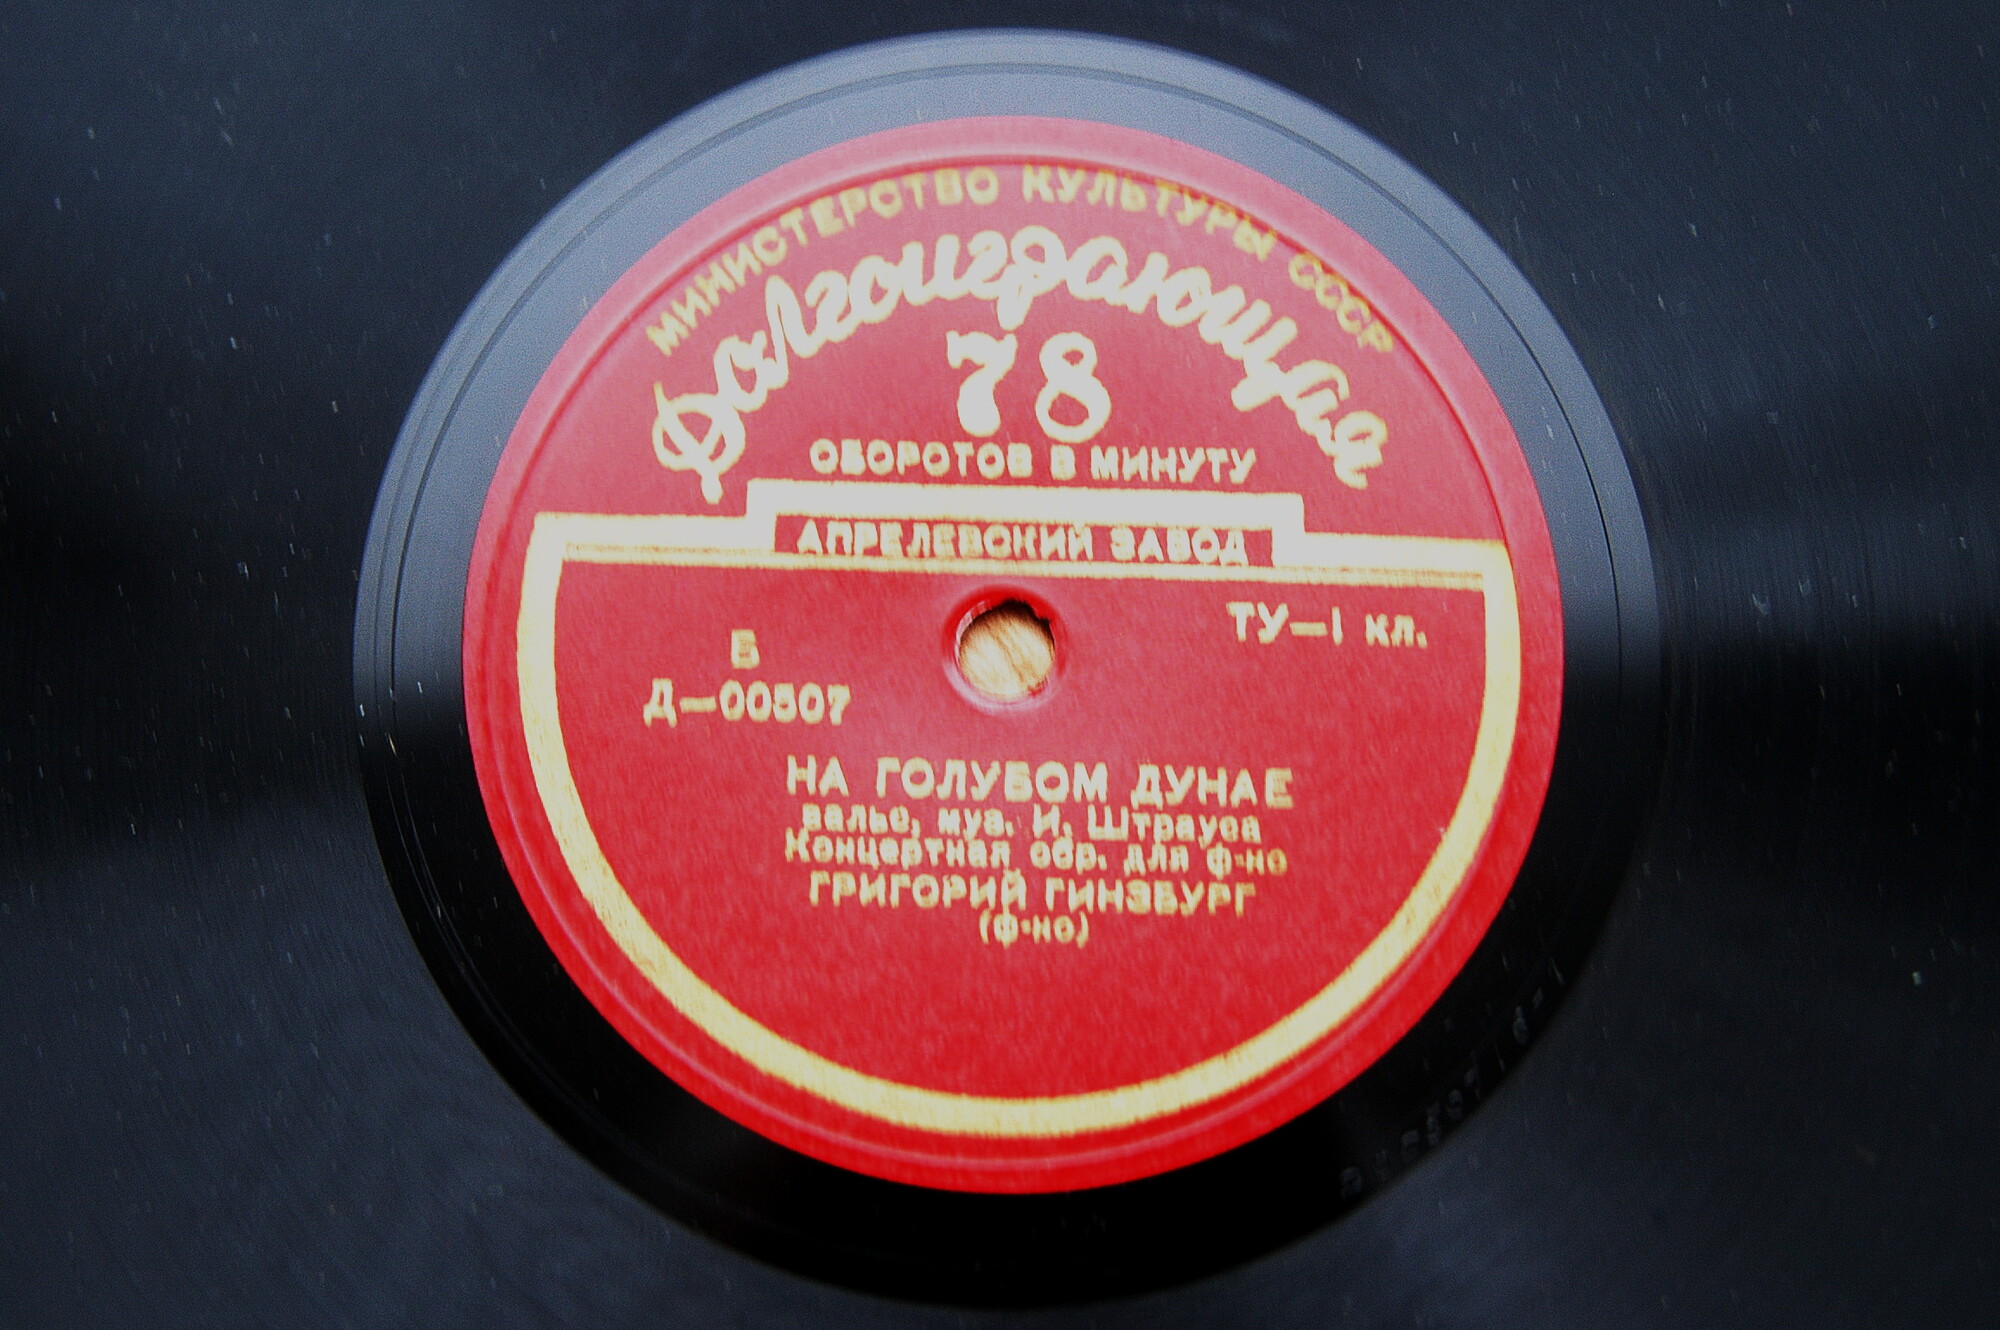 МИНИСТЕРСТВО КУЛЬТУРЫ СССР
Долгоиграющая
78
ОБОРОТОВ В МИНУТУ
АПРЕЛЕВСКИЙ ЗАВОД
ТУ—1 кл.
Б
Д—00507
НА ГОЛУБОМ ДУНАЕ
вальс, муз. И. Штрауса
Концертная обр. для ф-но
ГРИГОРИЙ ГИНЗБУРГ
(ф-но)